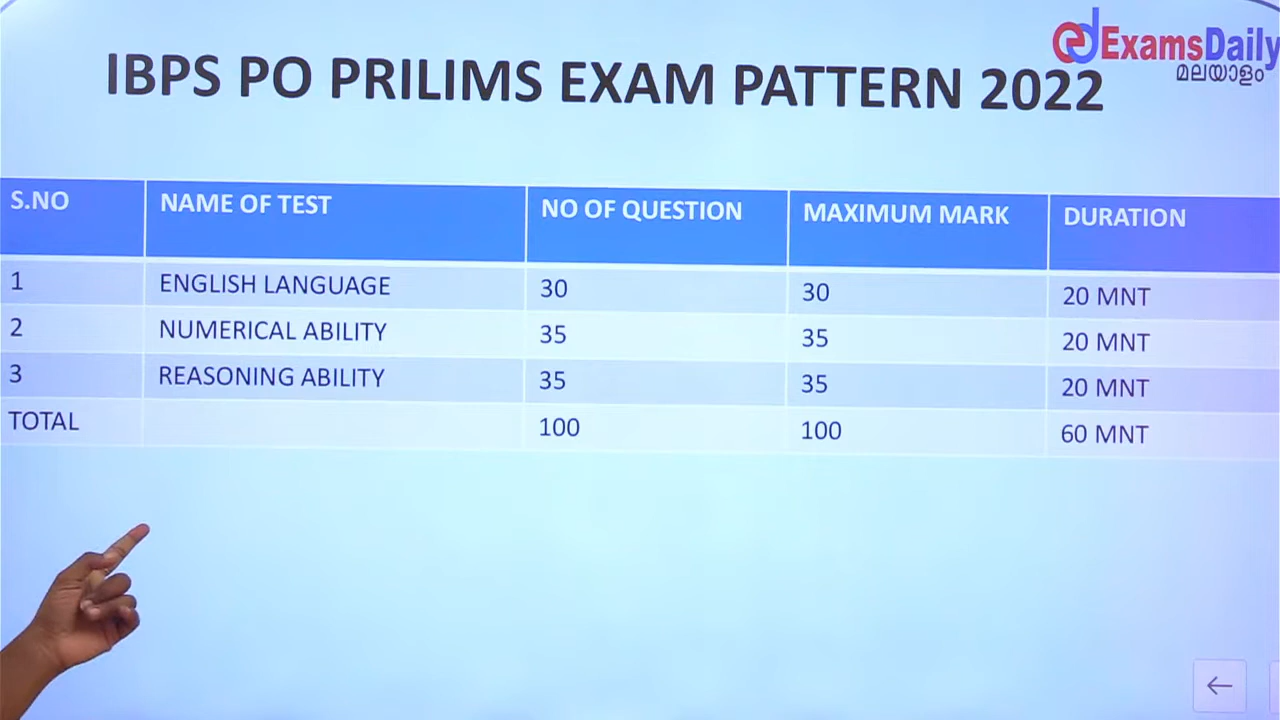 ExamsDaily
മലയാളം
IBPS PO PRILIMS EXAM PATTERN 2022
S.NO NAME OF TEST NO OF QUESTION MAXIMUM MARK DURATION
1 ENGLISH LANGUAGE 30 30 20 MNT
2 NUMERICAL ABILITY 35 35 20 MNT
3 REASONING ABILITY 35 35 20 MNT
TOTAL 100 100 60 MNT